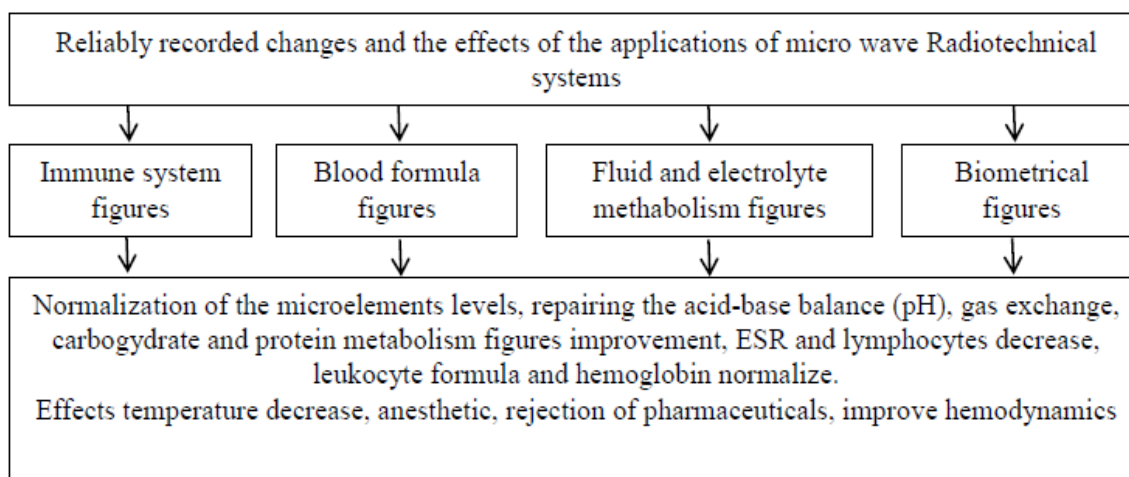 Reliably recorded changes and the effects of the applications of micro wave Radiotechnical
systems
Immune system
figures
Blood formula
figures
Fluid and electrolyte
methabolism figures
Biometrical
figures
Normalization of the microelements levels, repairing the acid-base balance (pH), gas exchange,
carbogydrate and protein metabolism figures improvement, ESR and lymphocytes decrease,
leukocyte formula and hemoglobin normalize.
Effects temperature decrease, anesthetic, rejection of pharmaceuticals, improve hemodynamics